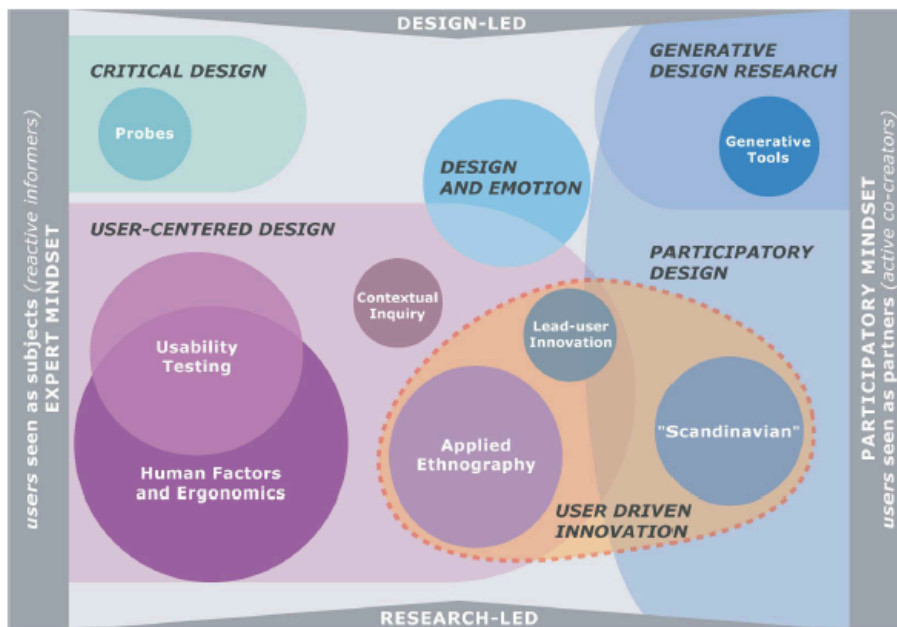 DESIGN-LED
users seen as subjects (reactive informers)
EXPERT MINDSET
CRITICAL DESIGN
Probes
GENERATIVE
DESIGN RESEARCH
Generative
Tools
DESIGN
AND EMOTION
USER-CENTERED DESIGN
PARTICIPATORY
DESIGN
Contextual
Inquiry
Lead-user
Innovation
Usability
Testing
Applied
Ethnography
"Scandinavian"
Human Factors
and Ergonomics
USER DRIVEN
INNOVATION
PARTICIPATORY MINDSET
users seen as partners (active co-creators)
RESEARCH-LED